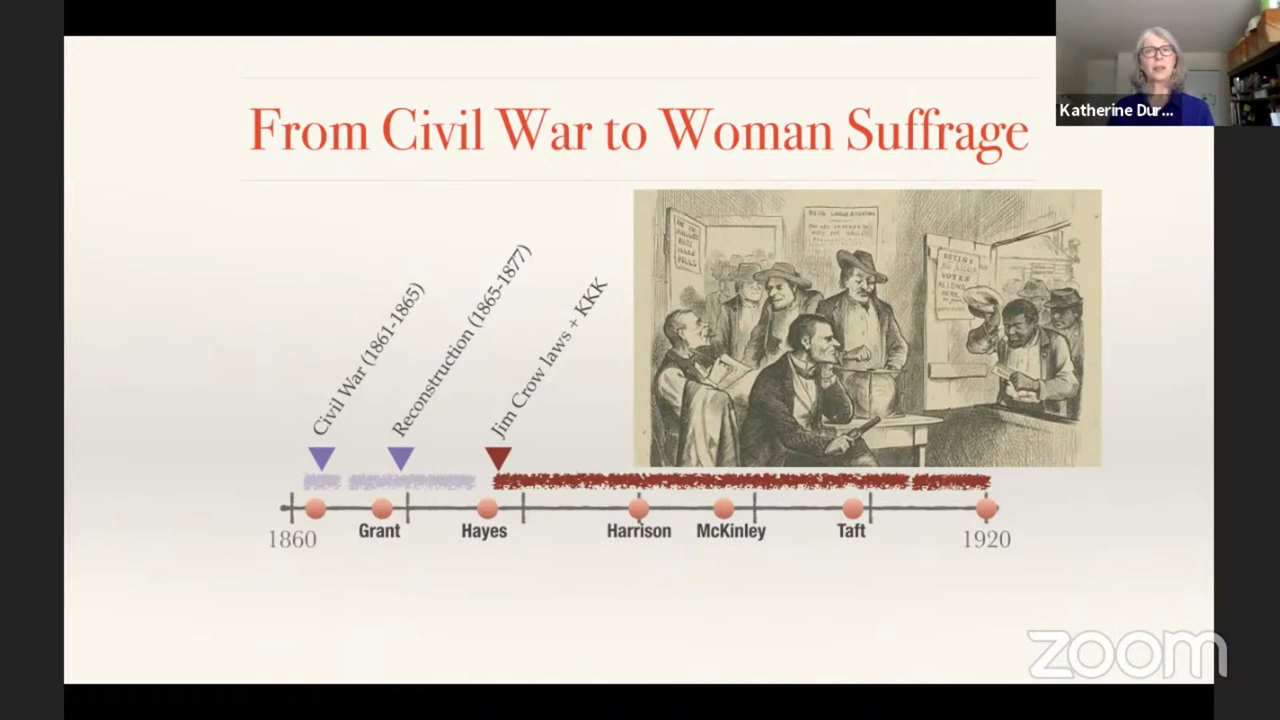 From Civil War to Woman Suffrage
Katherine Dur...
Civil War (1861-1865)
Reconstruction (1865-1877)
Jim Crow laws + KKK
Grant
Hayes
Harrison
McKinley
Taft
1860
1920
zoom